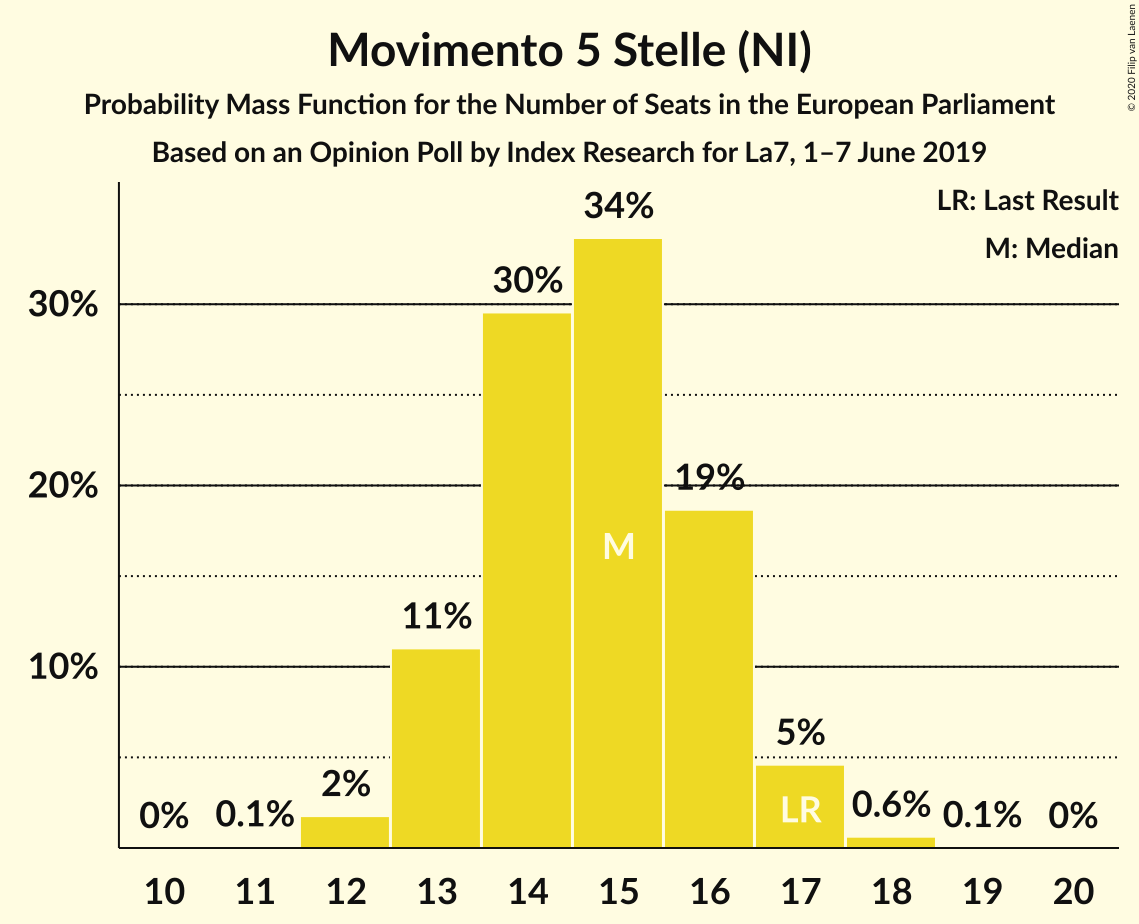 Movimento 5 Stelle (NI)
Probability Mass Function for the Number of Seats in the European Parliament
Based on an Opinion Poll by Index Research for La7, 1–7 June 2019
© 2020 Filip van Laenen
LR: Last Result
M: Median
34%
30%
30%
20%
19%
M
11%
10%
5%
2%
LR
0%
0.1%
0.6%
0.1%
0%
10 11 12 13 14 15 16 17 18 19 20